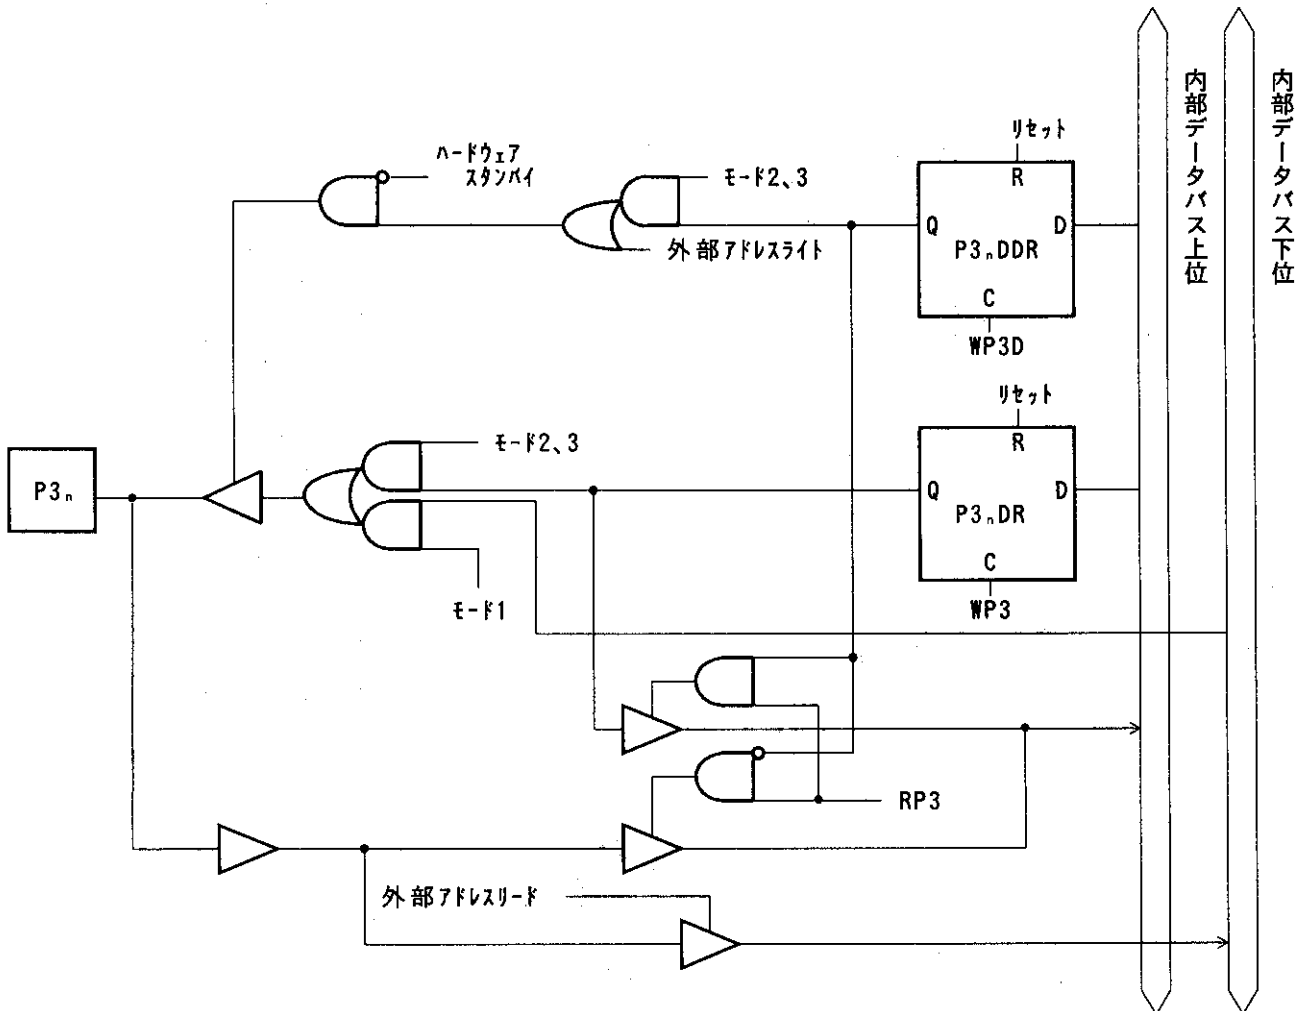 内部データバス上位
内部データバス下位
リセット
ハードウェア
スタンバイ
モード2、3
R
Q
D
P3nDDR
外部アドレスライト
C
WP3D
リセット
モード2、3
R
P3n
Q
D
P3nDR
C
モード1
WP3
RP3
外部アドレスリード